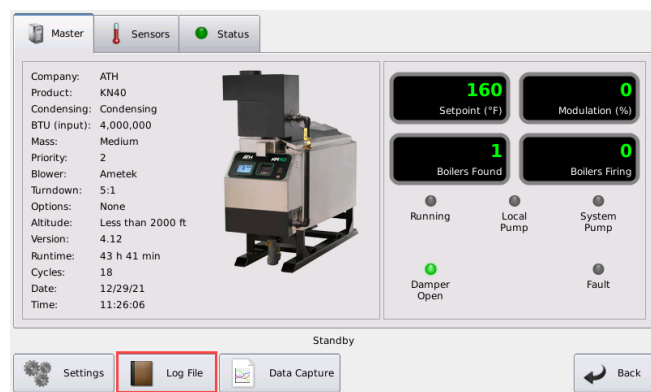 Master
Sensors
Status
Company: ATH
Product: KN40
Condensing: Condensing
BTU (input): 4,000,000
Mass: Medium
Priority: 2
Blower: Ametek
Turndown: 5:1
Options: None
Altitude: Less than 2000 ft
Version: 4.12
Runtime: 43 h 41 min
Cycles: 18
Date: 12/29/21
Time: 11:26:06
ATH
KN40
160
Setpoint (°F)
0
Modulation (%)
1
Boilers Found
0
Boilers Firing
Running
Local
Pump
System
Pump
Damper
Open
Fault
Standby
Settings
Log File
Data Capture
Back